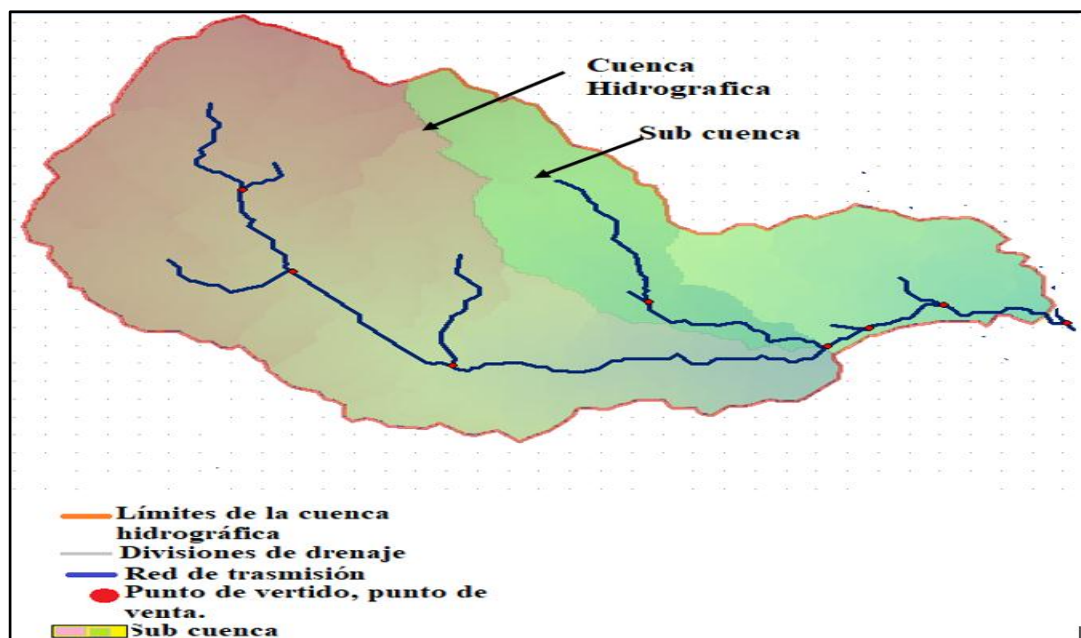 Cuenca
Hidrografica
Sub cuenca
Límites de la cuenca
hidrográfica
Divisiones de drenaje
Red de trasmisión
Punto de vertido, punto de
venta.
Sub cuenca